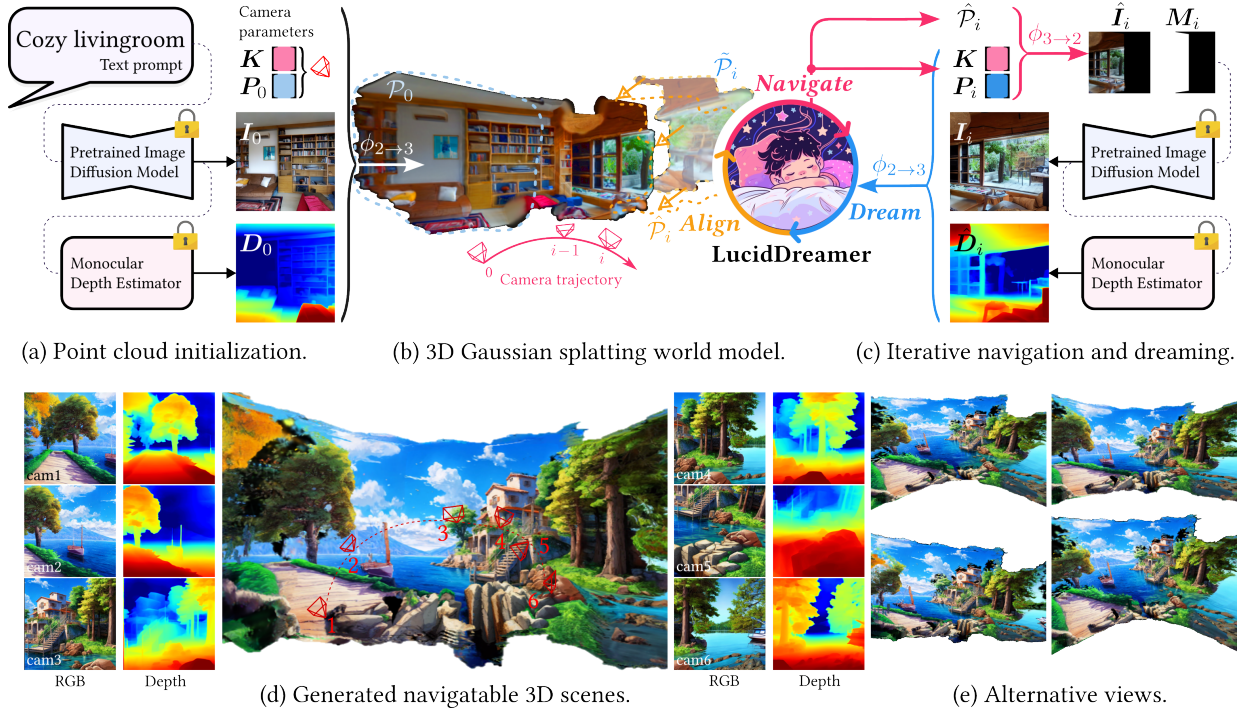 Cozy livingroom
Text prompt
Camera
parameters
K
P₀
Pretrained Image
Diffusion Model
I₀
Monocular
Depth Estimator
D₀
(a) Point cloud initialization.
𝒫₀
ϕ₂→₃
𝒫̃ᵢ
𝒫̂ᵢ
0
i−1
i
Camera trajectory
Navigate
Align
Dream
LucidDreamer
(b) 3D Gaussian splatting world model.
𝒫̂ᵢ
K
Pᵢ
ϕ₃→₂
Îᵢ
Mᵢ
ϕ₂→₃
Iᵢ
Pretrained Image
Diffusion Model
Dᵢ
Monocular
Depth Estimator
(c) Iterative navigation and dreaming.
cam1
cam2
cam3
RGB
Depth
1
2
3
4
5
6
(d) Generated navigatable 3D scenes.
cam4
cam5
cam6
RGB
Depth
(e) Alternative views.